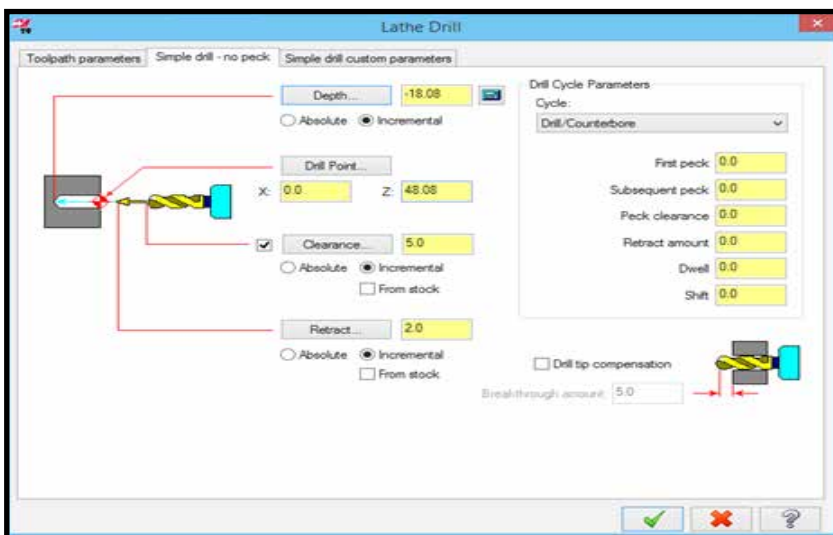 Lathe Drill
Toolpath parameters
Simple drill - no peck
Simple drill custom parameters
Depth...
-18.08
Absolute
Incremental
Drill Point...
X: 0.0
Z: 48.08
Clearance...
5.0
Absolute
Incremental
From stock
Retract...
2.0
Absolute
Incremental
From stock
Drill Cycle Parameters
Cycle:
Drill/Counterbore
First peck 0.0
Subsequent peck 0.0
Peck clearance 0.0
Retract amount 0.0
Dwell 0.0
Shift 0.0
Drill tip compensation
Breakthrough amount: 5.0